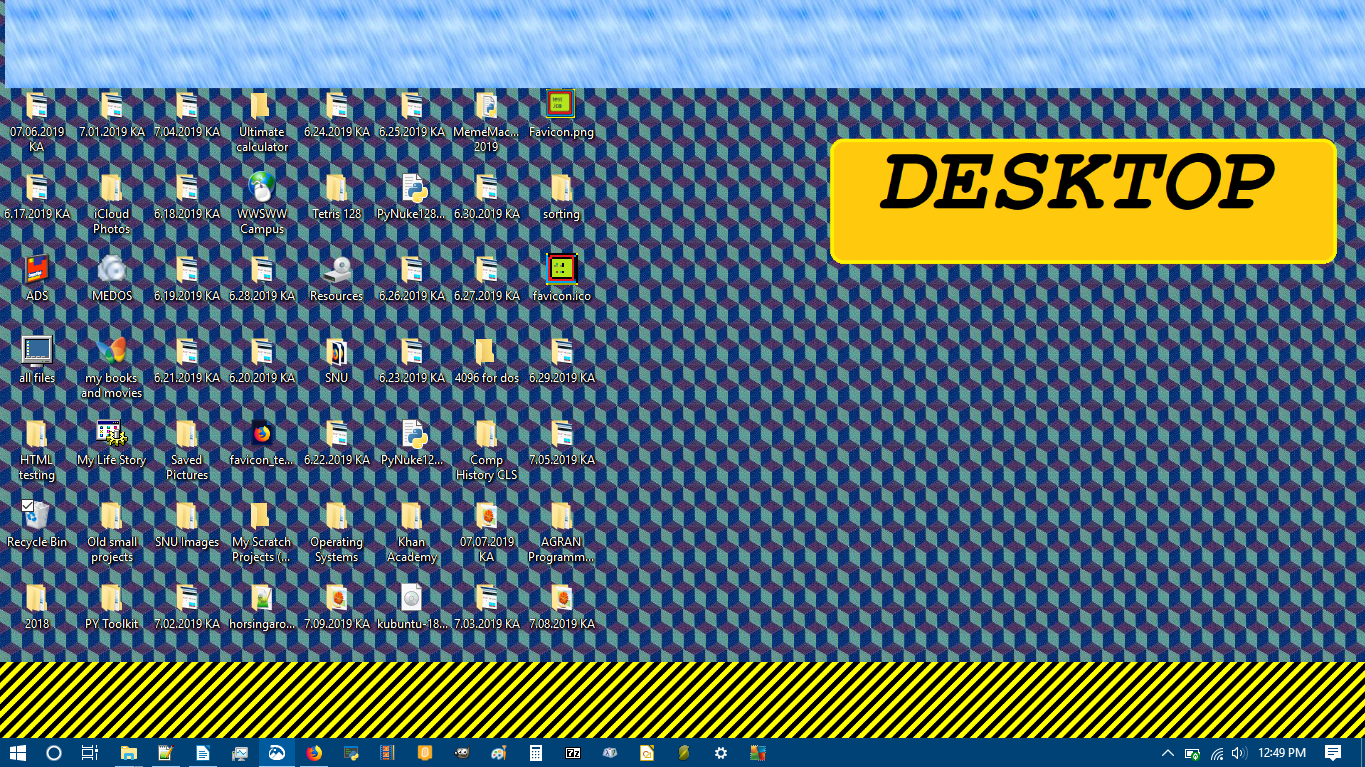 DESKTOP
07.06.2019
KA
7.01.2019 KA
7.04.2019 KA
Ultimate
calculator
6.24.2019 KA
6.25.2019 KA
MemeMac...
2019
Favicon.png
6.17.2019 KA
iCloud
Photos
6.18.2019 KA
WWSWW
Campus
Tetris 128
PyNuke128...
6.30.2019 KA
sorting
ADS
MEDOS
6.19.2019 KA
6.28.2019 KA
Resources
6.26.2019 KA
6.27.2019 KA
favicon.ico
all files
my books
and movies
6.21.2019 KA
6.20.2019 KA
SNU
6.23.2019 KA
4096 for dos
6.29.2019 KA
HTML
testing
My Life Story
Saved
Pictures
favicon_te...
6.22.2019 KA
PyNuke12...
Comp
History CLS
7.05.2019 KA
Recycle Bin
Old small
projects
SNU Images
My Scratch
Projects (...
Operating
Systems
Khan
Academy
07.07.2019
KA
AGRAN
Programm...
2018
PY Toolkit
7.02.2019 KA
horsingaro...
7.09.2019 KA
kubuntu-18...
7.03.2019 KA
7.08.2019 KA
7z
12:49 PM